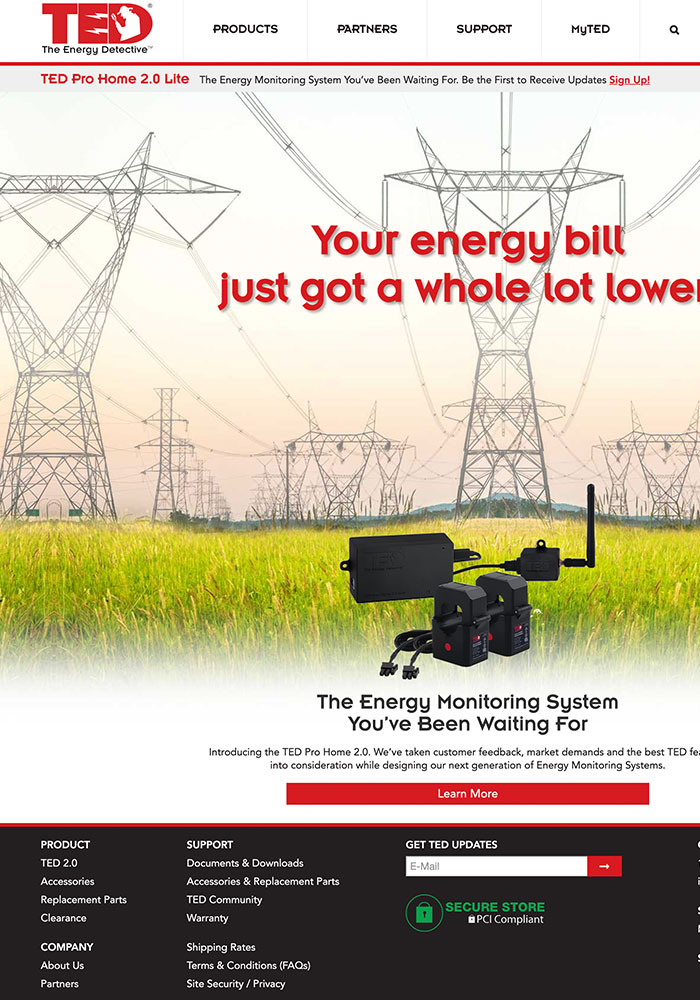 TED®
The Energy Detective™
PRODUCTS
PARTNERS
SUPPORT
MyTED
TED Pro Home 2.0 Lite The Energy Monitoring System You've Been Waiting For. Be the First to Receive Updates Sign Up!
Your energy bill
just got a whole lot lower
TED
The Energy Detective
TED
The Energy Monitoring System
You've Been Waiting For
Introducing the TED Pro Home 2.0. We've taken customer feedback, market demands and the best TED fea
into consideration while designing our next generation of Energy Monitoring Systems.
Learn More
PRODUCT
TED 2.0
Accessories
Replacement Parts
Clearance
COMPANY
About Us
Partners
SUPPORT
Documents & Downloads
Accessories & Replacement Parts
TED Community
Warranty
Shipping Rates
Terms & Conditions (FAQs)
Site Security / Privacy
GET TED UPDATES
E-Mail
SECURE STORE
PCI Compliant